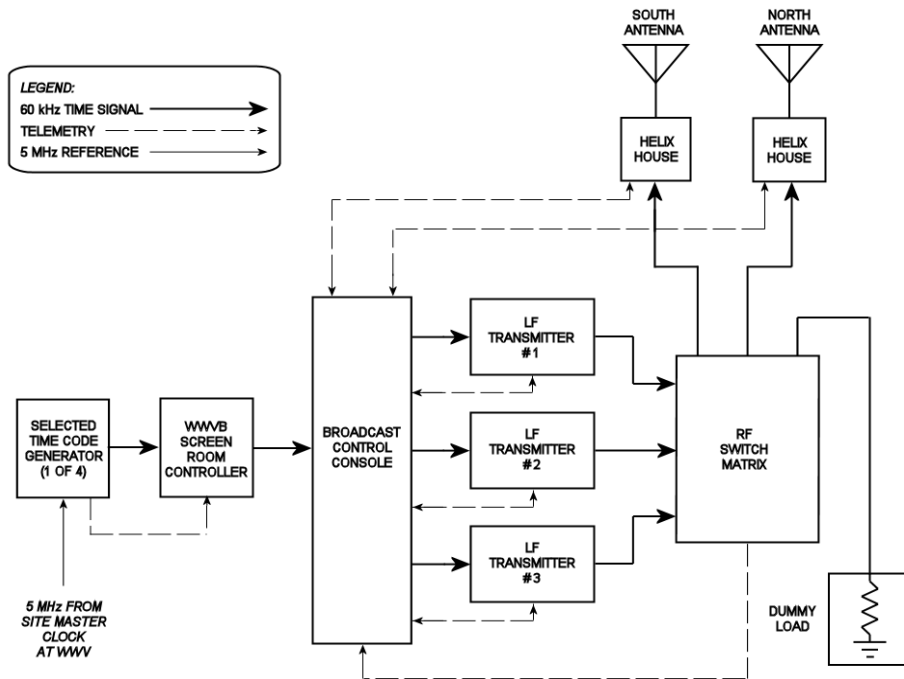 SOUTH
ANTENNA
NORTH
ANTENNA
LEGEND:
60 kHz TIME SIGNAL
TELEMETRY
5 MHz REFERENCE
HELIX
HOUSE
HELIX
HOUSE
LF
TRANSMITTER
#1
SELECTED
TIME CODE
GENERATOR
(1 OF 4)
WWVB
SCREEN
ROOM
CONTROLLER
BROADCAST
CONTROL
CONSOLE
LF
TRANSMITTER
#2
RF
SWITCH
MATRIX
LF
TRANSMITTER
#3
5 MHz FROM
SITE MASTER
CLOCK
AT WWV
DUMMY
LOAD